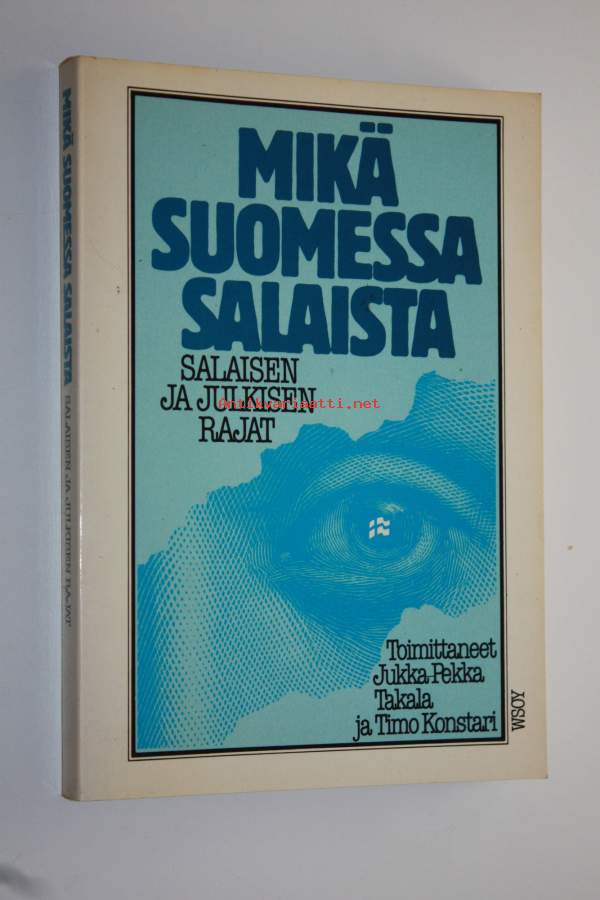 MIKÄ SUOMESSA SALAISTA SALAISEN JA JULKISEN RAJAT
MIKÄ
SUOMESSA
SALAISTA
SALAISEN
JA JULKISEN
RAJAT
Antikvariaatti.net
Toimittaneet
Jukka-Pekka
Takala
ja Timo Konstari
WSOY